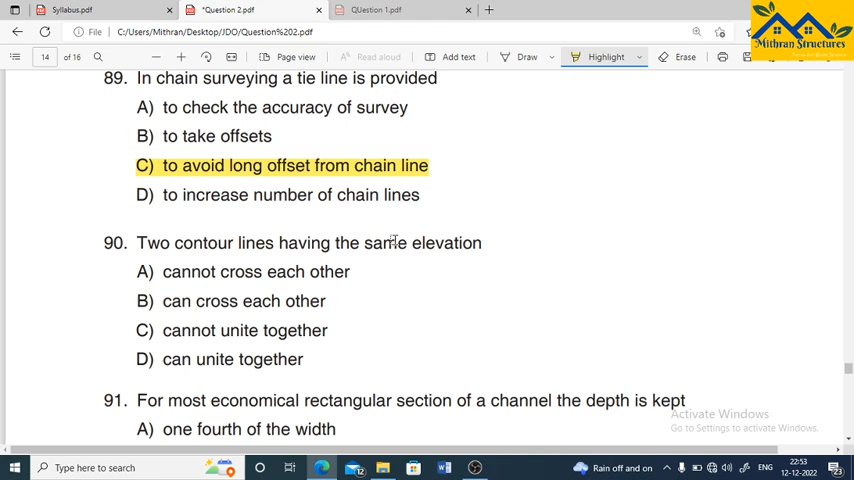 Syllabus.pdf
*Question 2.pdf
QUestion 1.pdf
File
C:/Users/Mithran/Desktop/JDO/Question%202.pdf
14 of 16
Page view
Read aloud
Add text
Draw
Highlight
Erase
Mithran Structures
89. In chain surveying a tie line is provided
A) to check the accuracy of survey
B) to take offsets
C) to avoid long offset from chain line
D) to increase number of chain lines
90. Two contour lines having the same elevation
A) cannot cross each other
B) can cross each other
C) cannot unite together
D) can unite together
91. For most economical rectangular section of a channel the depth is kept
A) one fourth of the width
Activate Windows
Go to Settings to activate Windows.
Type here to search
12
Rain off and on
ENG
22:53
12-12-2022
23